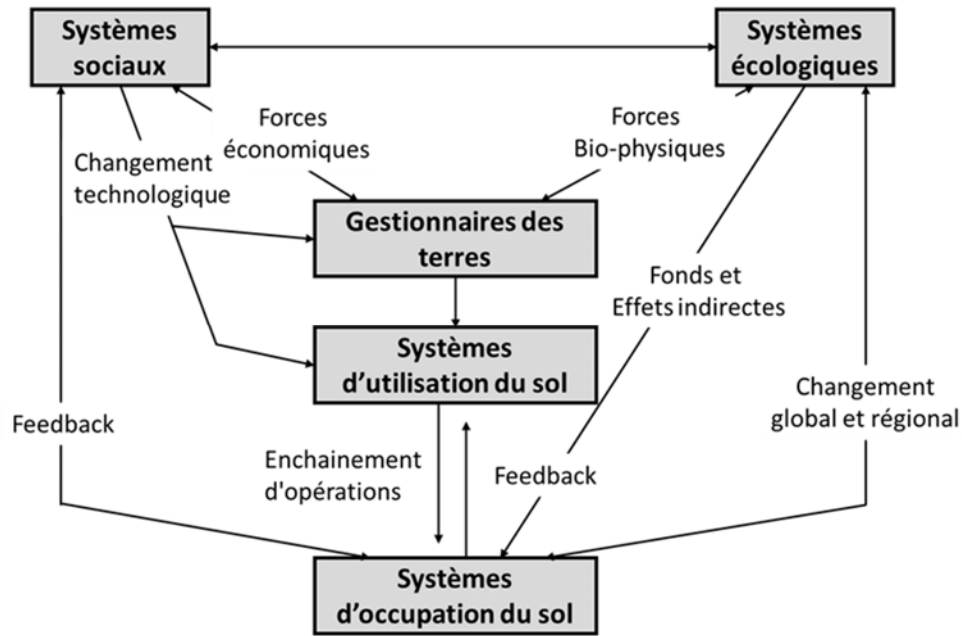 Systèmes
sociaux
Systèmes
écologiques
Forces
économiques
Forces
Bio-physiques
Changement
technologique
Gestionnaires des
terres
Fonds et
Effets indirectes
Systèmes
d'utilisation du sol
Changement
global et régional
Feedback
Enchainement
d'opérations
Feedback
Systèmes
d'occupation du sol